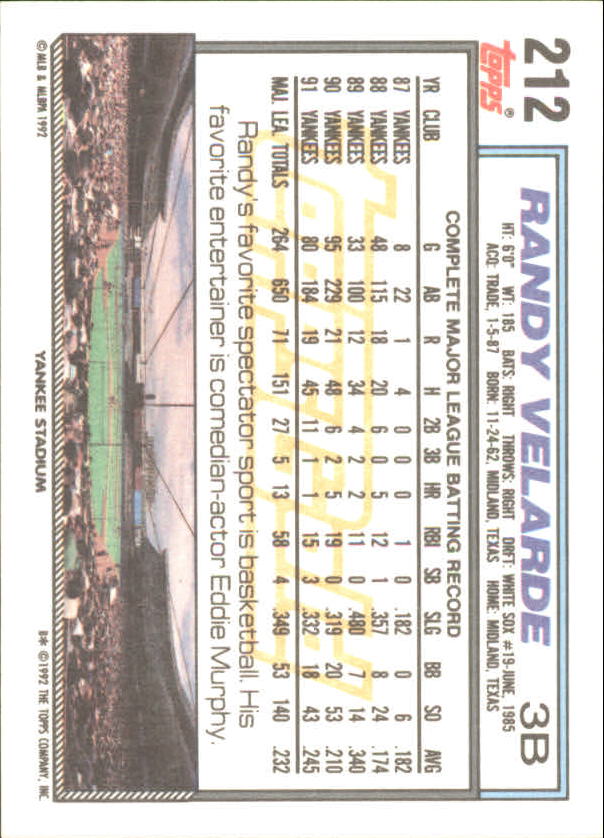 212
topps®
RANDY VELARDE 3B
HT: 6'0" WT: 185 BATS: RIGHT THROWS: RIGHT DRFT: WHITE SOX #19-JUNE, 1985
ACQ: TRADE, 1-5-87 BORN: 11-24-62, MIDLAND, TEXAS HOME: MIDLAND, TEXAS
COMPLETE MAJOR LEAGUE BATTING RECORD
YR CLUB G AB R H 2B 3B HR RBI SB SLG BB SO AVG
87 YANKEES 8 22 1 4 0 0 0 1 0 .182 0 6 .182
88 YANKEES 48 115 18 20 6 0 5 12 1 .357 8 24 .174
89 YANKEES 33 100 12 34 4 2 2 11 0 .480 7 14 .340
90 YANKEES 95 229 21 48 6 2 5 19 0 .319 20 53 .210
91 YANKEES 80 184 19 45 11 1 1 15 3 .332 18 43 .245
MAJ. LEA. TOTALS 264 650 71 151 27 5 13 58 4 .349 53 140 .232
Randy's favorite spectator sport is basketball. His
favorite entertainer is comedian-actor Eddie Murphy.
© MLB & MLBPA 1992
YANKEE STADIUM
B* © 1992 THE TOPPS COMPANY, INC.